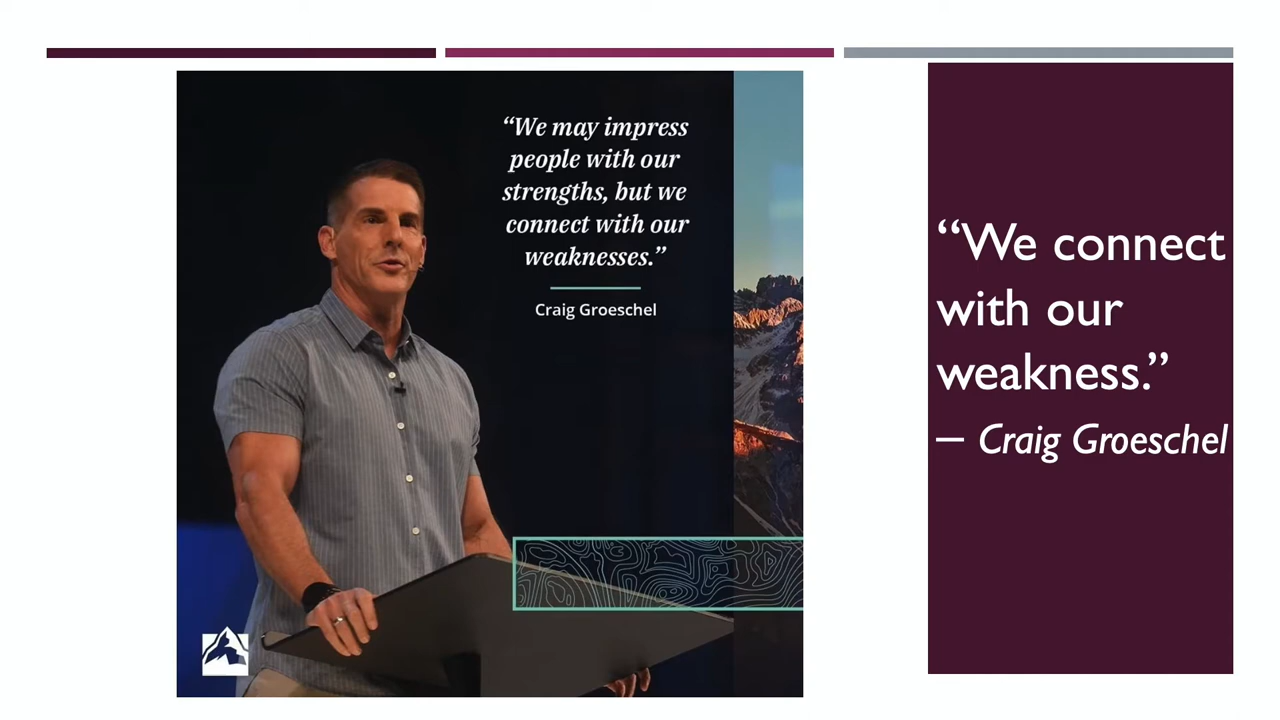 “We may impress
people with our
strengths, but we
connect with our
weaknesses.”
Craig Groeschel
“We connect
with our
weakness.”
– Craig Groeschel